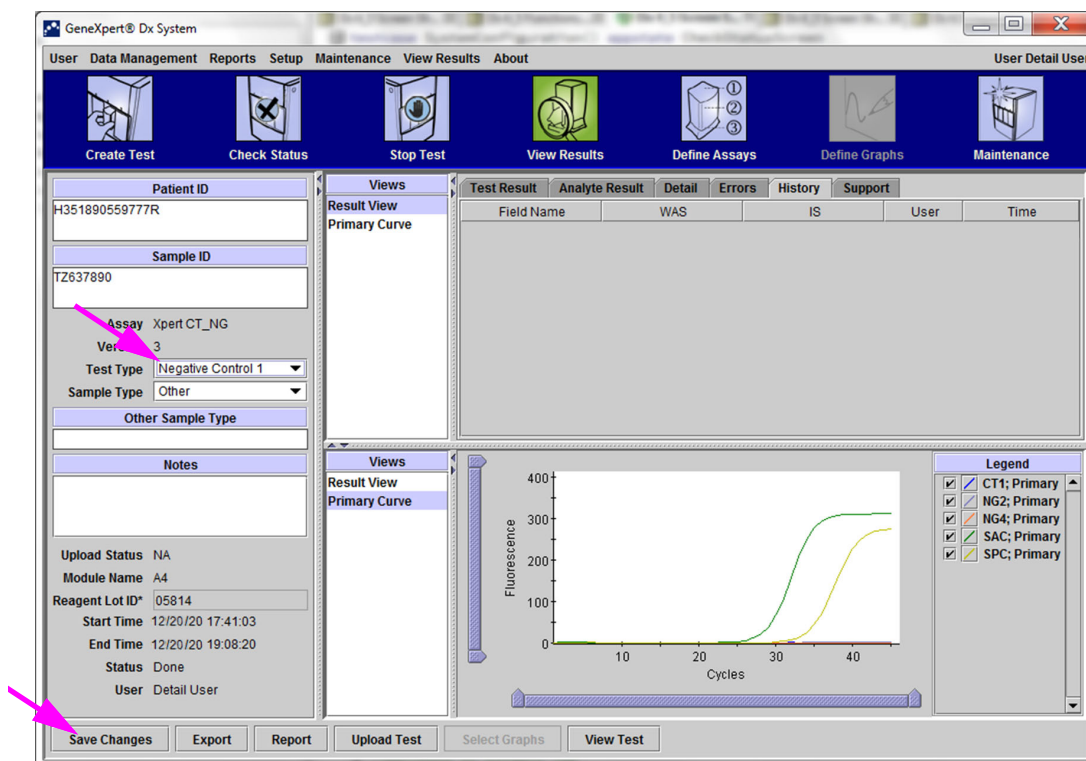 GeneXpert® Dx System
User Data Management Reports Setup Maintenance View Results About
User Detail User
Create Test
Check Status
Stop Test
View Results
①
②
③
Define Assays
Define Graphs
Maintenance
Patient ID
H351890559777R
Sample ID
TZ637890
Assay Xpert CT_NG
3
Test Type Negative Control 1
Sample Type Other
Other Sample Type
Notes
Upload Status NA
Module Name A4
Reagent Lot ID* 05814
Start Time 12/20/20 17:41:03
End Time 12/20/20 19:08:20
Status Done
User Detail User
Views
Result View
Primary Curve
Test Result Analyte Result Detail Errors History Support
Field Name WAS IS User Time
Views
Result View
Primary Curve
Fluorescence
400
300
200
100
0
10 20 30 40
Cycles
Legend
CT1; Primary
NG2; Primary
NG4; Primary
SAC; Primary
SPC; Primary
Save Changes Export Report Upload Test Select Graphs View Test